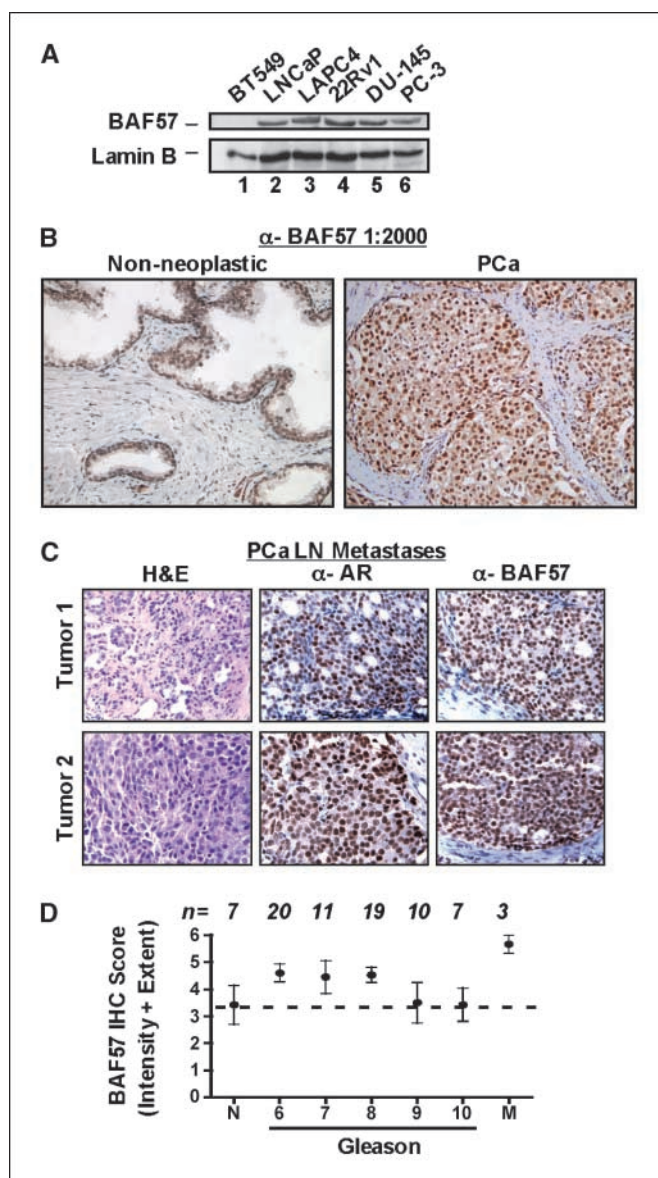 A
BT549 LNCaP LAPC4 22Rv1 DU-145 PC-3
BAF57
Lamin B
1 2 3 4 5 6
B
α- BAF57 1:2000
Non-neoplastic PCa
C
PCa LN Metastases
H&E α- AR α- BAF57
Tumor 1
Tumor 2
D
n= 7 20 11 19 10 7 3
BAF57 IHC Score
(Intensity + Extent)
6
5
4
3
2
1
0
N 6 7 8 9 10 M
Gleason